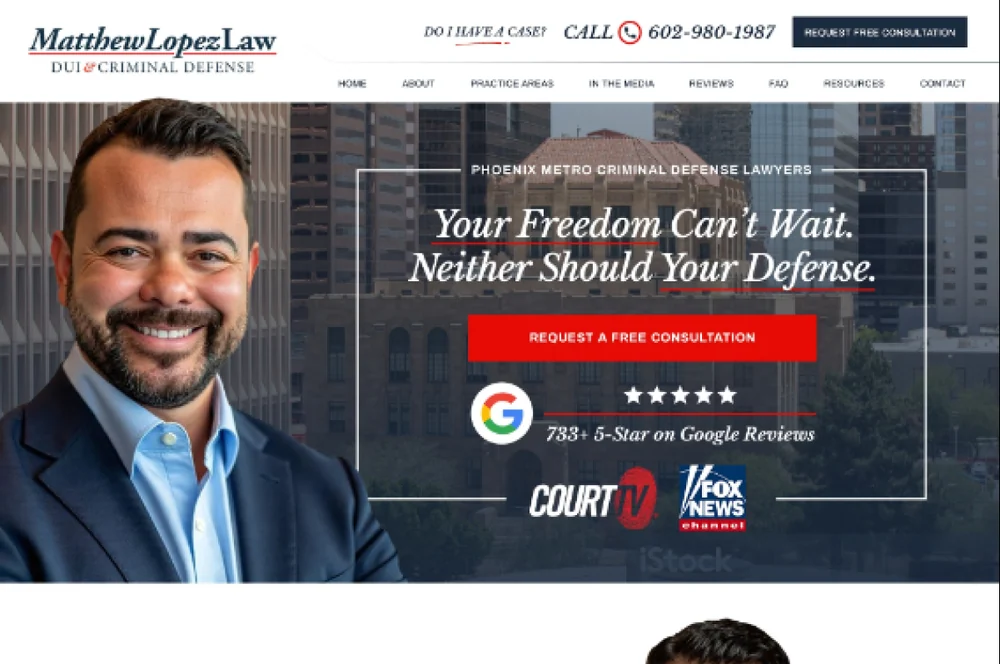 MatthewLopezLaw
DUI & CRIMINAL DEFENSE
DO I HAVE A CASE?
CALL 602-980-1987
REQUEST FREE CONSULTATION
HOME ABOUT PRACTICE AREAS IN THE MEDIA REVIEWS FAQ RESOURCES CONTACT
PHOENIX METRO CRIMINAL DEFENSE LAWYERS
Your Freedom Can't Wait.
Neither Should Your Defense.
REQUEST A FREE CONSULTATION
G
733+ 5-Star on Google Reviews
COURT TV
FOX
NEWS
channel
iStock